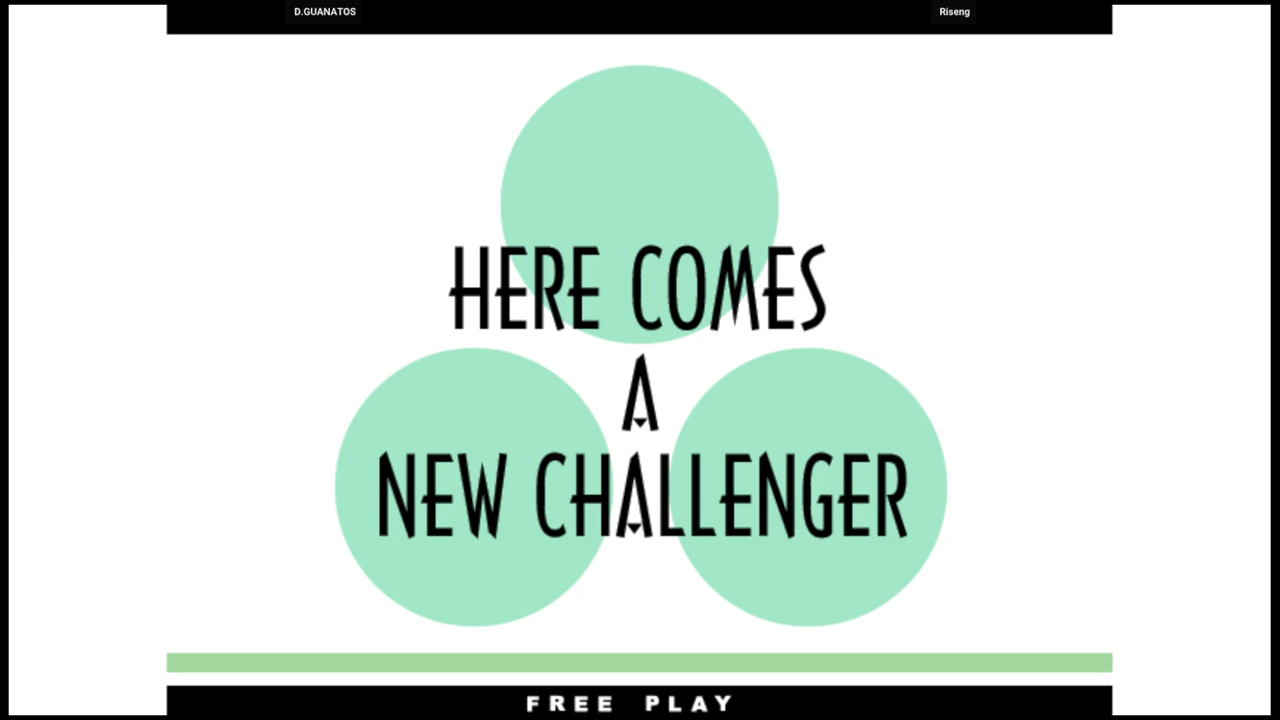 D.GUANATOS
Riseng
HERE COMES
A
NEW CHALLENGER
FREE PLAY